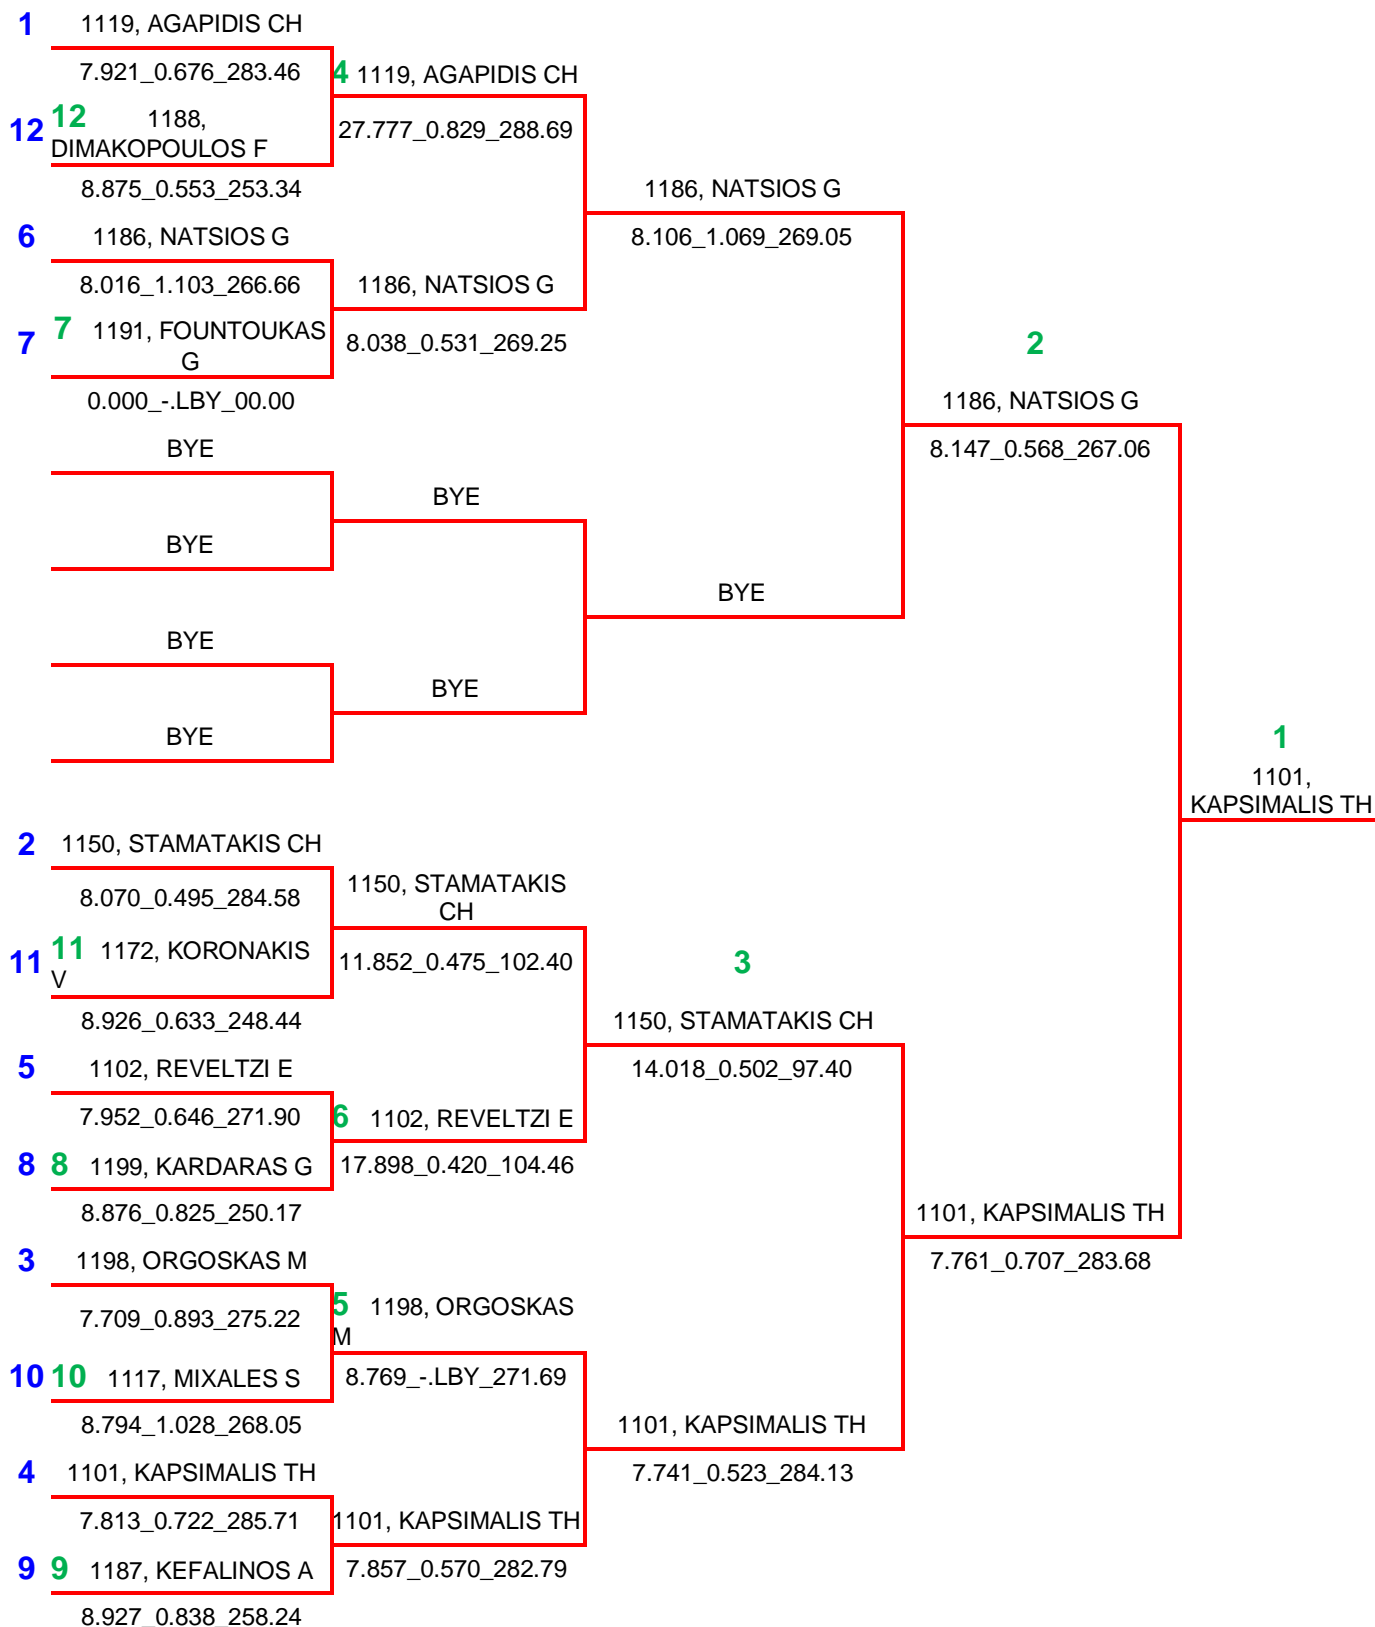 1
1119, AGAPIDIS CH
7.921_0.676_283.46
4 1119, AGAPIDIS CH
12 12 1188,
DIMAKOPOULOS F
27.777_0.829_288.69
8.875_0.553_253.34
1186, NATSIOS G
6
1186, NATSIOS G
8.106_1.069_269.05
8.016_1.103_266.66
1186, NATSIOS G
7 7 1191, FOUNTOUKAS
G
8.038_0.531_269.25
2
0.000_-.LBY_00.00
1186, NATSIOS G
BYE
8.147_0.568_267.06
BYE
BYE
BYE
BYE
BYE
BYE
1
1101,
KAPSIMALIS TH
2 1150, STAMATAKIS CH
8.070_0.495_284.58
1150, STAMATAKIS
CH
11 11 1172, KORONAKIS
V
11.852_0.475_102.40
3
8.926_0.633_248.44
1150, STAMATAKIS CH
5 1102, REVELTZI E
14.018_0.502_97.40
7.952_0.646_271.90
6 1102, REVELTZI E
8 8 1199, KARDARAS G
17.898_0.420_104.46
8.876_0.825_250.17
1101, KAPSIMALIS TH
3 1198, ORGOSKAS M
7.761_0.707_283.68
7.709_0.893_275.22
5 1198, ORGOSKAS
M
10 10 1117, MIXALES S
8.769_-.LBY_271.69
8.794_1.028_268.05
1101, KAPSIMALIS TH
4 1101, KAPSIMALIS TH
7.741_0.523_284.13
7.813_0.722_285.71
1101, KAPSIMALIS TH
9 9 1187, KEFALINOS A
7.857_0.570_282.79
8.927_0.838_258.24